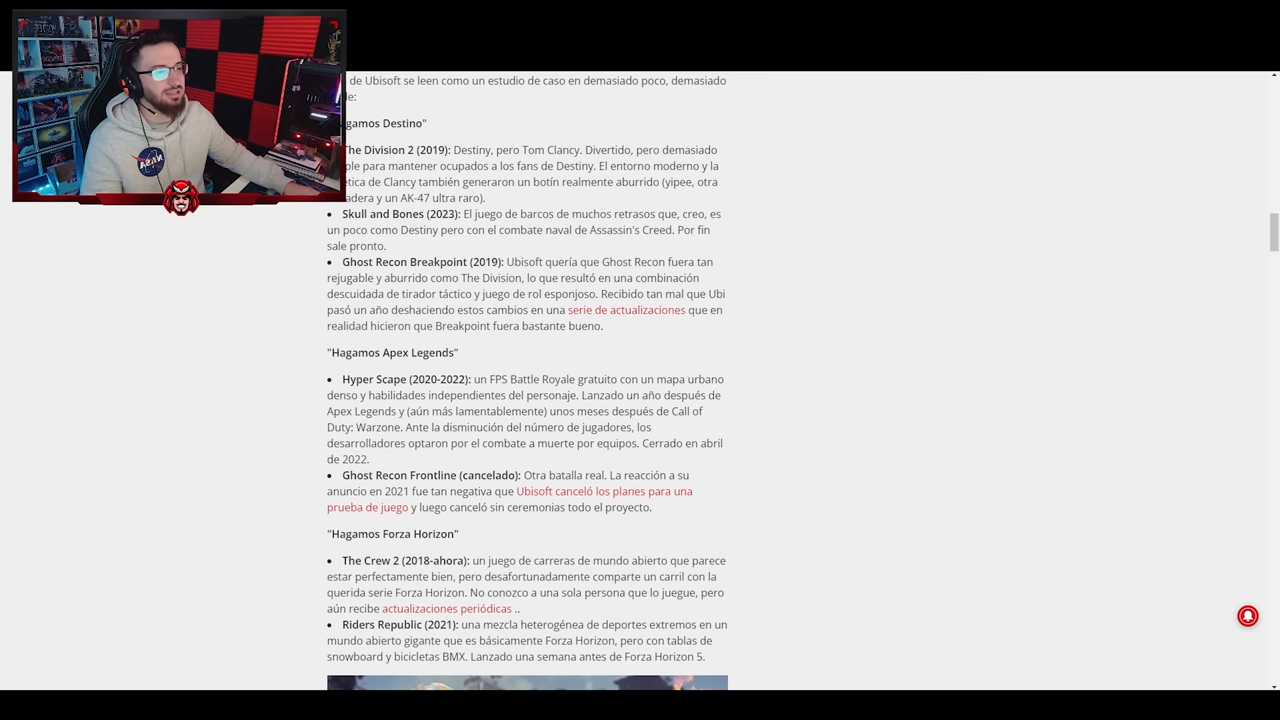 de Ubisoft se leen como un estudio de caso en demasiado poco, demasiado
gamos Destino"
The Division 2 (2019): Destiny, pero Tom Clancy. Divertido, pero demasiado
para mantener ocupados a los fans de Destiny. El entorno moderno y la
de Clancy también generaron un botín realmente aburrido (yipee, otra
y un AK-47 ultra raro).
• Skull and Bones (2023): El juego de barcos de muchos retrasos que, creo, es
un poco como Destiny pero con el combate naval de Assassin's Creed. Por fin
sale pronto.
• Ghost Recon Breakpoint (2019): Ubisoft quería que Ghost Recon fuera tan
rejugable y aburrido como The Division, lo que resultó en una combinación
descuidada de tirador táctico y juego de rol esponjoso. Recibido tan mal que Ubi
pasó un año deshaciendo estos cambios en una serie de actualizaciones que en
realidad hicieron que Breakpoint fuera bastante bueno.
"Hagamos Apex Legends"
• Hyper Scape (2020-2022): un FPS Battle Royale gratuito con un mapa urbano
denso y habilidades independientes del personaje. Lanzado un año después de
Apex Legends y (aún más lamentablemente) unos meses después de Call of
Duty: Warzone. Ante la disminución del número de jugadores, los
desarrolladores optaron por el combate a muerte por equipos. Cerrado en abril
de 2022.
• Ghost Recon Frontline (cancelado): Otra batalla real. La reacción a su
anuncio en 2021 fue tan negativa que Ubisoft canceló los planes para una
prueba de juego y luego canceló sin ceremonias todo el proyecto.
"Hagamos Forza Horizon"
• The Crew 2 (2018-ahora): un juego de carreras de mundo abierto que parece
estar perfectamente bien, pero desafortunadamente comparte un carril con la
querida serie Forza Horizon. No conozco a una sola persona que lo juegue, pero
aún recibe actualizaciones periódicas ..
• Riders Republic (2021): una mezcla heterogénea de deportes extremos en un
mundo abierto gigante que es básicamente Forza Horizon, pero con tablas de
snowboard y bicicletas BMX. Lanzado una semana antes de Forza Horizon 5.
NASA